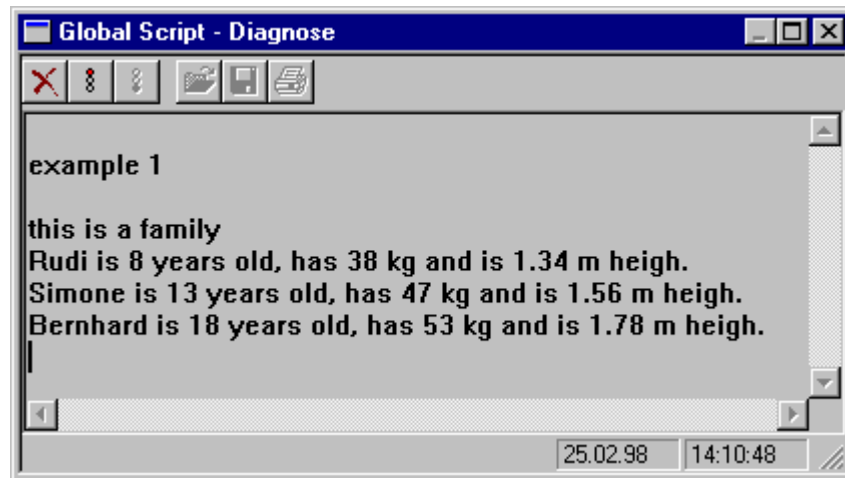 Global Script - Diagnose
example 1
this is a family
Rudi is 8 years old, has 38 kg and is 1.34 m heigh.
Simone is 13 years old, has 47 kg and is 1.56 m heigh.
Bernhard is 18 years old, has 53 kg and is 1.78 m heigh.
25.02.98 14:10:48